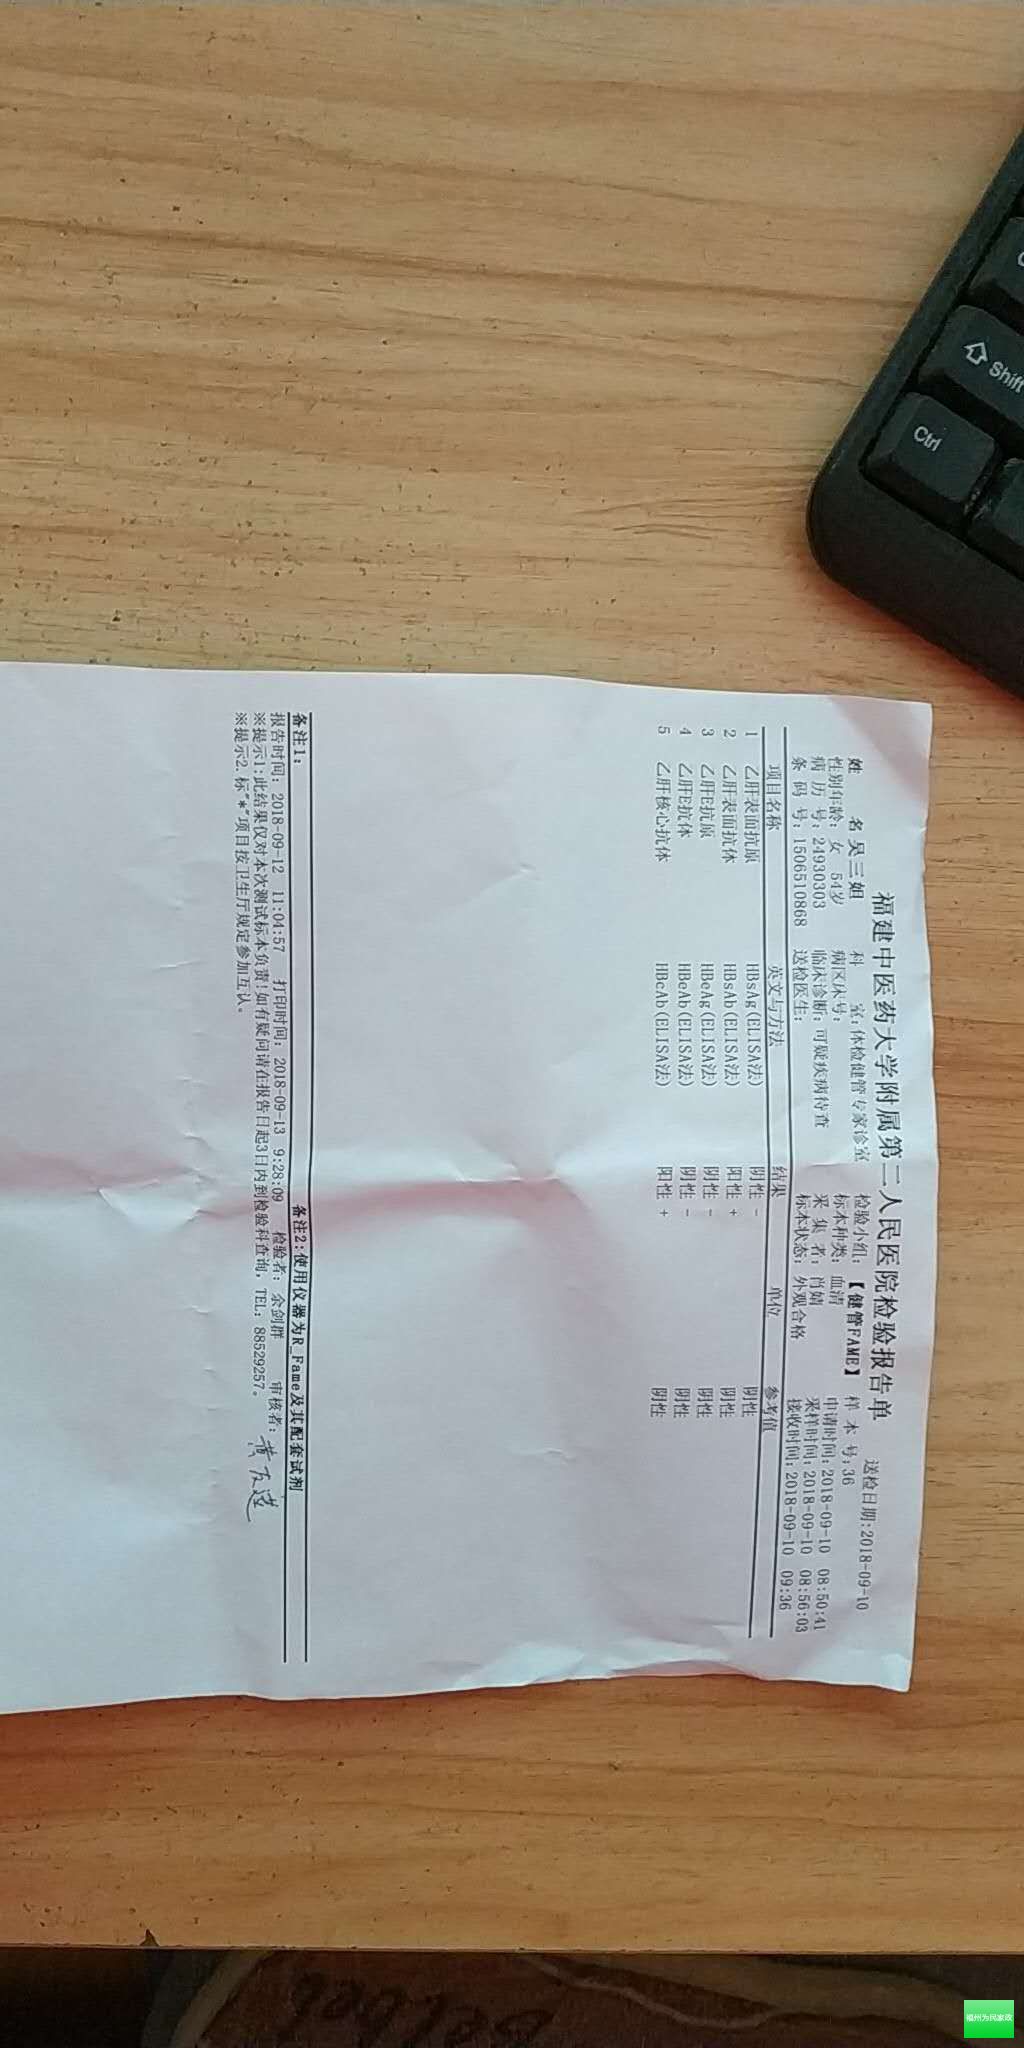 福建中医药大学附属第二人民医院检验报告单
送检日期:2018-09-10
姓 名 吴三妲 科 室:体检健管专家诊室 检验小组:【健管FAME】 样 本 号:36
性别年龄: 女 54岁 病区床号: 标本种类: 血清 申请时间:2018-09-10 08:50:41
病 历 号: 24930303 临床诊断: 可疑疾病待查 采 集 者: 肖婧 采样时间:2018-09-10 08:56:03
条 码 号: 1506510868 送检医生: 标本状态: 外观合格 接收时间:2018-09-10 09:36
项目名称 英文与方法 结果 单位 参考值
1 乙肝表面抗原 HBsAg(ELISA法) 阴性 - 阴性
2 乙肝表面抗体 HBsAb(ELISA法) 阳性 + 阴性
3 乙肝E抗原 HBeAg(ELISA法) 阴性 - 阴性
4 乙肝E抗体 HBeAb(ELISA法) 阴性 - 阴性
5 乙肝核心抗体 HBcAb(ELISA法) 阳性 + 阴性
备注1: 备注2:使用仪器为R_Fame及其配套试剂
报告时间: 2018-09-12 11:04:57 打印时间: 2018-09-13 9:28:09 检验者: 余剑群 审核者:
※提示1:此结果仅对本次测试标本负责!如有疑问请在报告日起3日内到检验科查询, TEL: 88529257。
※提示2.标"*"项目按卫生厅规定参加互认。
Ctrl
Shift
福州为民家政